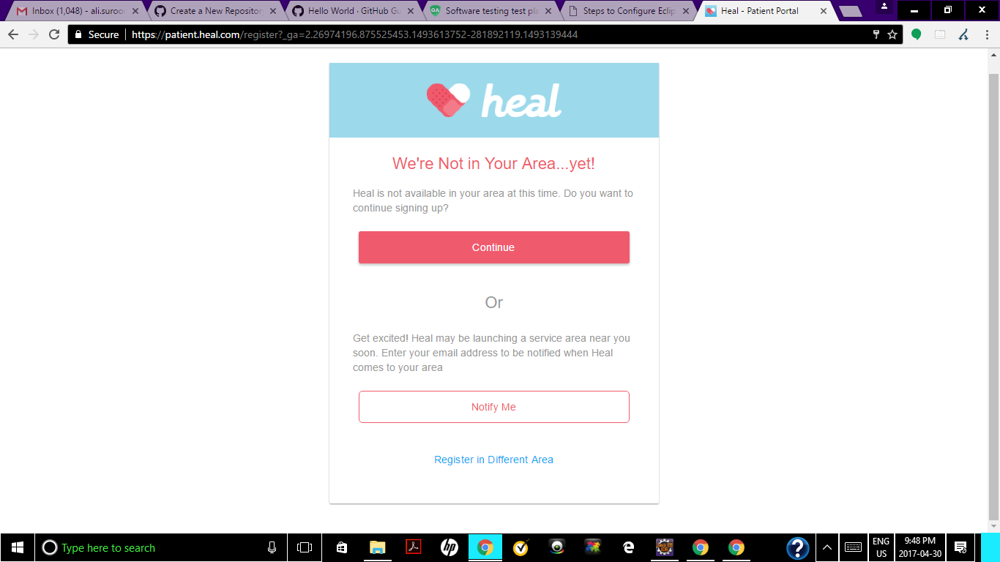 Inbox (1,048) - ali.suroor
Create a New Repositor
Hello World · GitHub Gu
QA
Software testing test pla
Steps to Configure Eclip
Heal - Patient Portal
Secure
https://patient.heal.com/register?_ga=2.26974196.875525453.1493613752-281892119.1493139444
heal
We're Not in Your Area...yet!
Heal is not available in your area at this time. Do you want to
continue signing up?
Continue
Or
Get excited! Heal may be launching a service area near you
soon. Enter your email address to be notified when Heal
comes to your area
Notify Me
Register in Different Area
Type here to search
hp
ENG
US
9:48 PM
2017-04-30